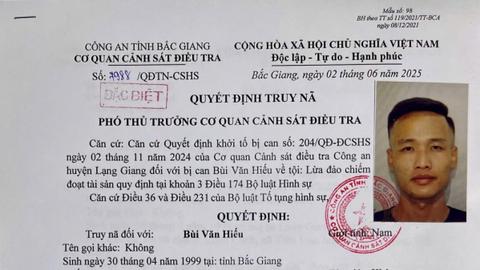 Mẫu số: 98
BH theo TT số 119/2021/TT-BCA
ngày 08/12/2021
CÔNG AN TỈNH BẮC GIANG
CƠ QUAN CẢNH SÁT ĐIỀU TRA
Số: 7988 /QĐTN-CSHS
ĐẶC BIỆT
CỘNG HÒA XÃ HỘI CHỦ NGHĨA VIỆT NAM
Độc lập - Tự do - Hạnh phúc
Bắc Giang, ngày 02 tháng 06 năm 2025
QUYẾT ĐỊNH TRUY NÃ
PHÓ THỦ TRƯỞNG CƠ QUAN CẢNH SÁT ĐIỀU TRA
Căn cứ: Căn cứ Quyết định khởi tố bị can số: 204/QĐ-ĐCSHS
ngày 02 tháng 11 năm 2024 của Cơ quan Cảnh sát điều tra Công an
huyện Lạng Giang đối với bị can Bùi Văn Hiếu về tội: Lừa đảo chiếm
đoạt tài sản quy định tại khoản 3 Điều 174 Bộ luật Hình sự
Căn cứ Điều 36 và Điều 231 của Bộ luật Tố tụng hình sự.
QUYẾT ĐỊNH:
Truy nã đối với: Bùi Văn Hiếu
Giới tính: Nam
Tên gọi khác: Không
Sinh ngày 30 tháng 04 năm 1999 tại: tỉnh Bắc Giang